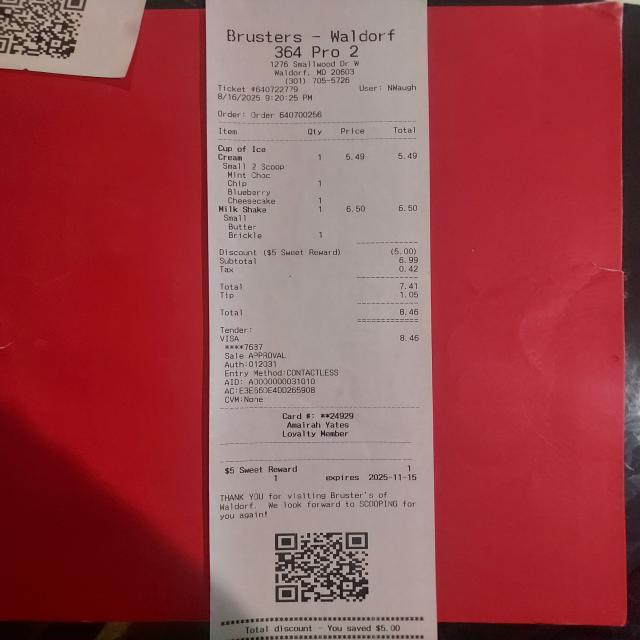 Brusters - Waldorf
364 Pro 2
1276 Smallwood Dr W
Waldorf, MD 20603
(301) 705-5726
Ticket #640722779 User: NWaugh
8/16/2025 9:20:25 PM
Order: Order 640700256
Item Qty Price Total
Cup of Ice
Cream 1 5.49 5.49
Small 2 Scoop
Mint Choc
Chip 1
Blueberry
Cheesecake 1
Milk Shake 1 6.50 6.50
Small
Butter
Brickle 1
Discount ($5 Sweet Reward) (5.00)
Subtotal 6.99
Tax 0.42
Total 7.41
Tip 1.05
Total 8.46
Tender:
VISA 8.46
****7637
Sale APPROVAL
Auth:012031
Entry Method:CONTACTLESS
AID: A0000000031010
AC:E3E560E4DD265908
CVM:None
Card #: **24929
Amairah Yates
Loyalty Member
$5 Sweet Reward 1
1 expires 2025-11-15
THANK YOU for visiting Bruster's of
Waldorf. We look forward to SCOOPING for
you again!
Total discount - You saved $5.00